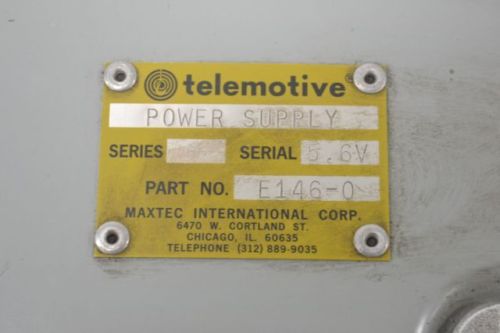 telemotive
POWER SUPPLY
SERIES SERIAL 5.6V
PART NO. E146-0
MAXTEC INTERNATIONAL CORP.
6470 W. CORTLAND ST.
CHICAGO, IL. 60635
TELEPHONE (312) 889-9035